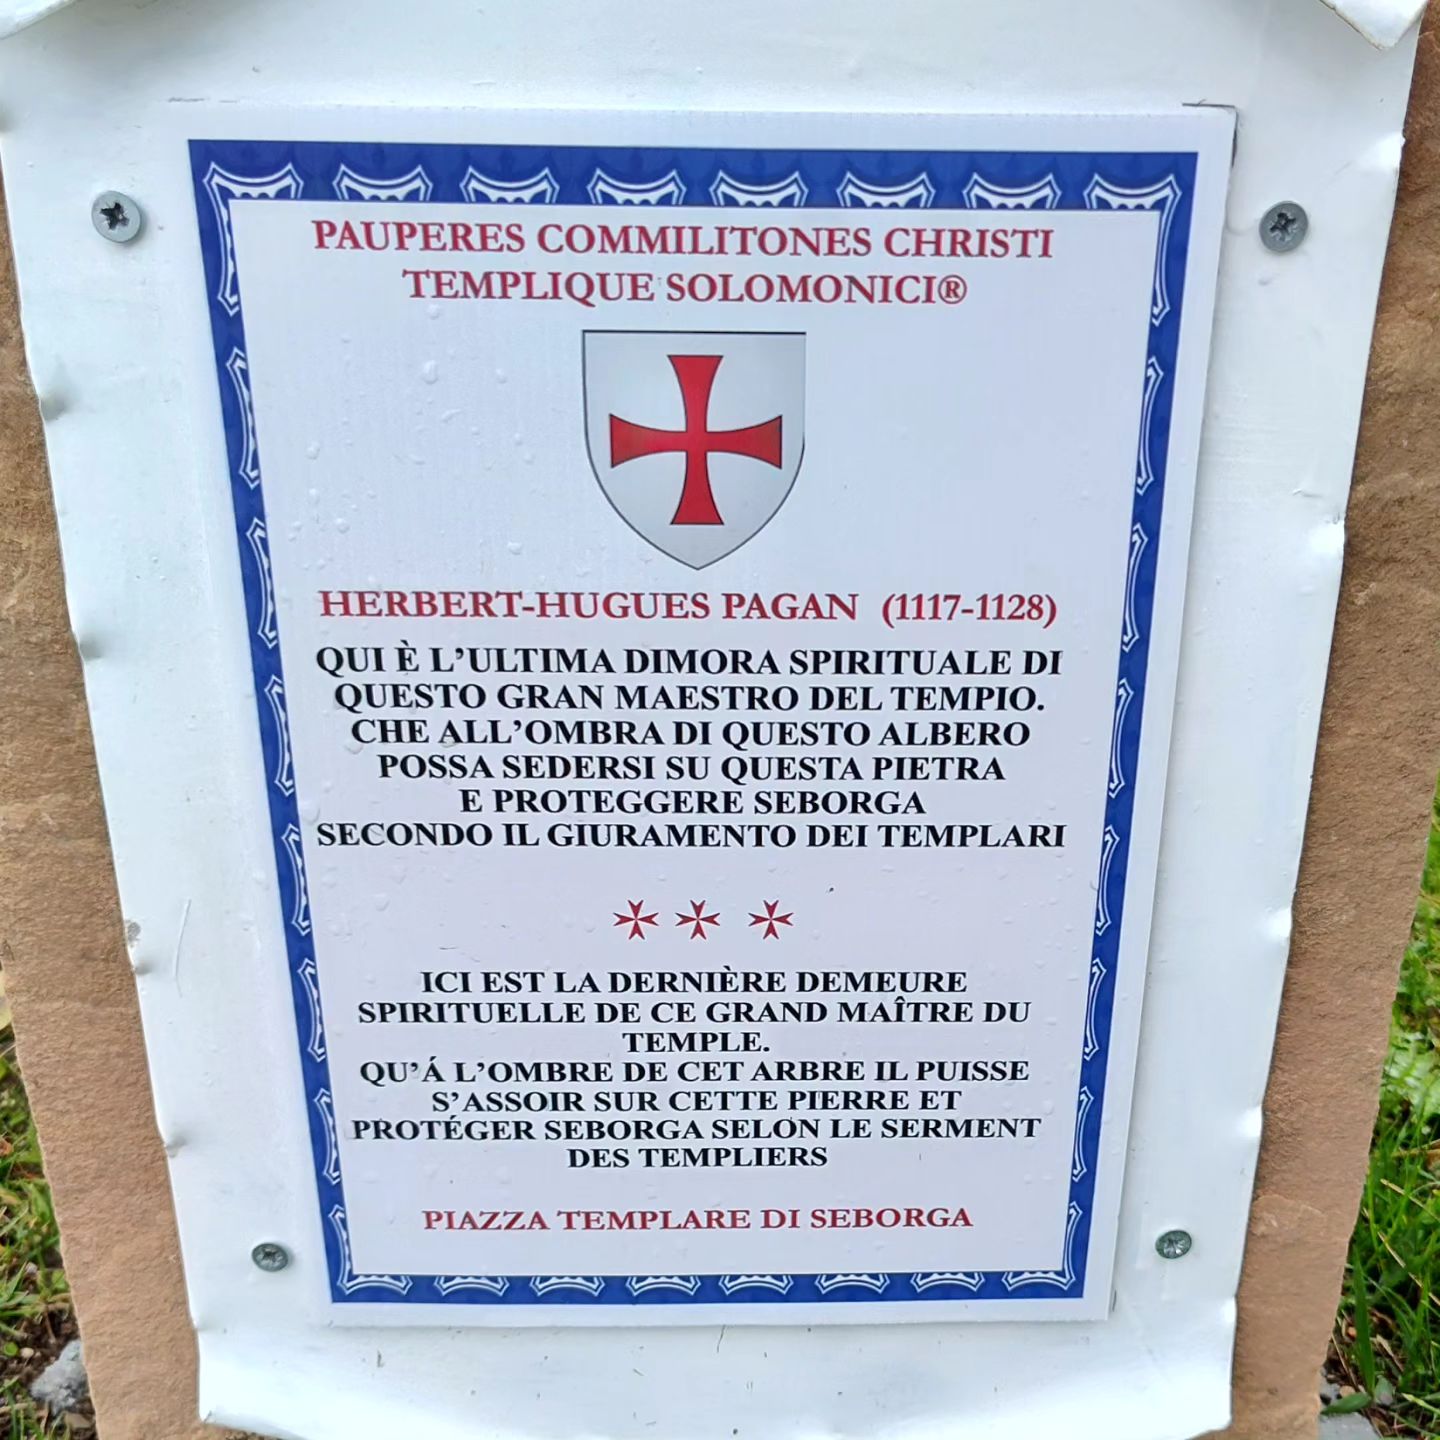 PAUPERES COMMILITONES CHRISTI
TEMPLIQUE SOLOMONICI®
HERBERT-HUGUES PAGAN (1117-1128)
QUI È L'ULTIMA DIMORA SPIRITUALE DI
QUESTO GRAN MAESTRO DEL TEMPIO.
CHE ALL'OMBRA DI QUESTO ALBERO
POSSA SEDERSI SU QUESTA PIETRA
E PROTEGGERE SEBORGA
SECONDO IL GIURAMENTO DEI TEMPLARI
ICI EST LA DERNIÈRE DEMEURE
SPIRITUELLE DE CE GRAND MAÎTRE DU
TEMPLE.
QU'Á L'OMBRE DE CET ARBRE IL PUISSE
S'ASSOIR SUR CETTE PIERRE ET
PROTÉGER SEBORGA SELON LE SERMENT
DES TEMPLIERS
PIAZZA TEMPLARE DI SEBORGA